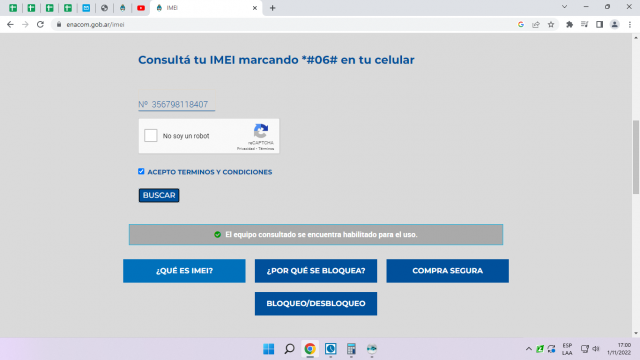 IMEI
enacom.gob.ar/imei
Consultá tu IMEI marcando *#06# en tu celular
Nº 356798118407
No soy un robot
reCAPTCHA
Privacidad - Términos
ACEPTO TERMINOS Y CONDICIONES
BUSCAR
El equipo consultado se encuentra habilitado para el uso.
¿QUÉ ES IMEI?
¿POR QUÉ SE BLOQUEA?
COMPRA SEGURA
BLOQUEO/DESBLOQUEO
ESP
LAA
17:00
1/11/2022